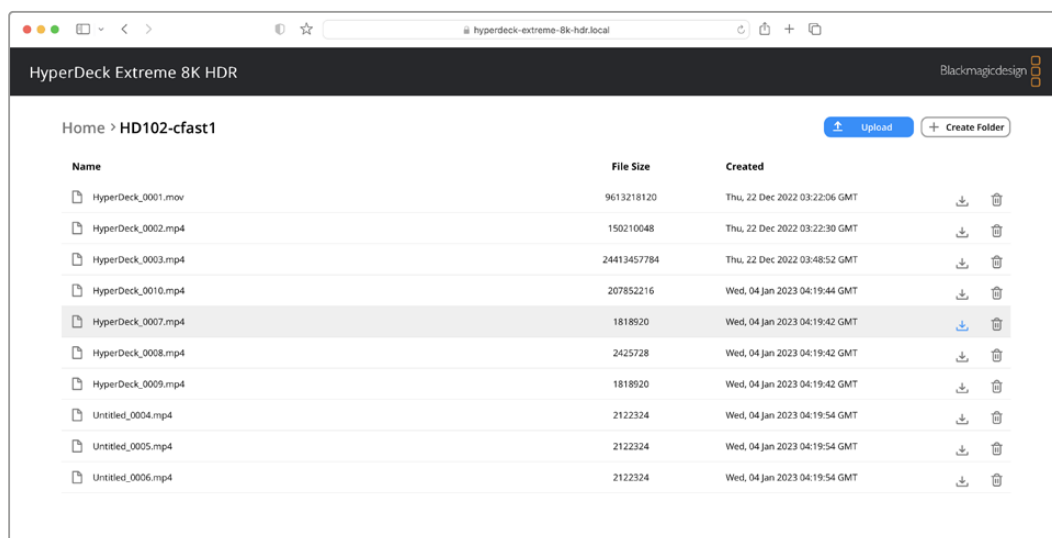 hyperdeck-extreme-8k-hdr.local
HyperDeck Extreme 8K HDR Blackmagicdesign
Home > HD102-cfast1 Upload + Create Folder
Name File Size Created
HyperDeck_0001.mov 9613218120 Thu, 22 Dec 2022 03:22:06 GMT
HyperDeck_0002.mp4 150210048 Thu, 22 Dec 2022 03:22:30 GMT
HyperDeck_0003.mp4 24413457784 Thu, 22 Dec 2022 03:48:52 GMT
HyperDeck_0010.mp4 207852216 Wed, 04 Jan 2023 04:19:44 GMT
HyperDeck_0007.mp4 1818920 Wed, 04 Jan 2023 04:19:42 GMT
HyperDeck_0008.mp4 2425728 Wed, 04 Jan 2023 04:19:42 GMT
HyperDeck_0009.mp4 1818920 Wed, 04 Jan 2023 04:19:42 GMT
Untitled_0004.mp4 2122324 Wed, 04 Jan 2023 04:19:54 GMT
Untitled_0005.mp4 2122324 Wed, 04 Jan 2023 04:19:54 GMT
Untitled_0006.mp4 2122324 Wed, 04 Jan 2023 04:19:54 GMT